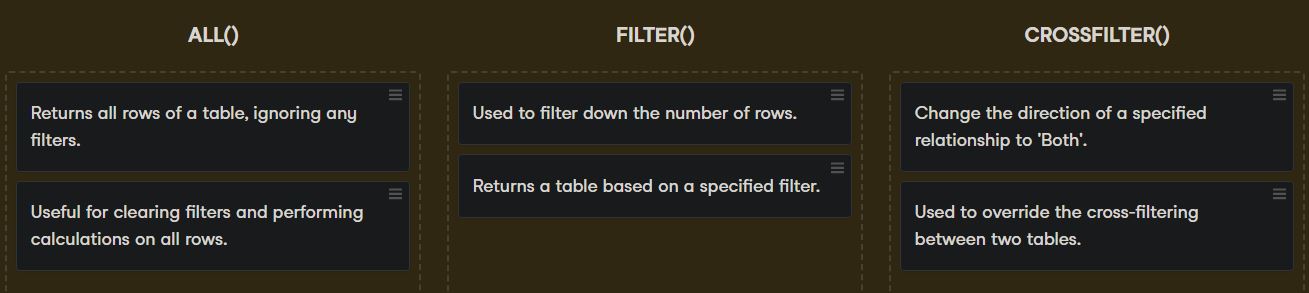 ALL()
Returns all rows of a table, ignoring any
filters.
Useful for clearing filters and performing
calculations on all rows.
FILTER()
Used to filter down the number of rows.
Returns a table based on a specified filter.
CROSSFILTER()
Change the direction of a specified
relationship to 'Both'.
Used to override the cross-filtering
between two tables.